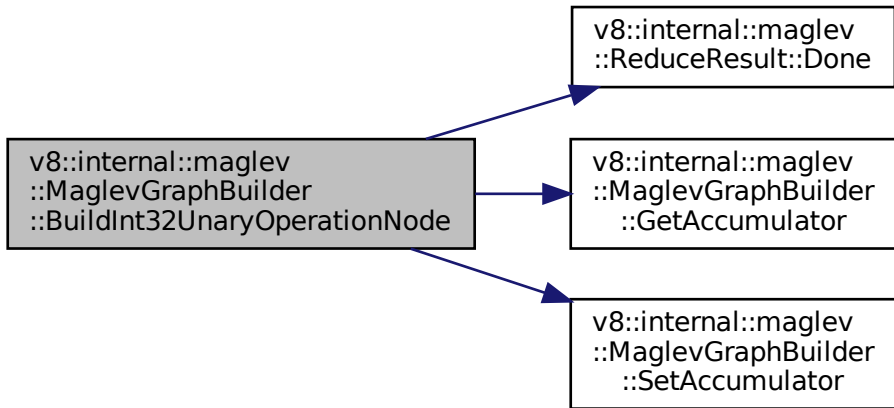 v8::internal::maglev
::ReduceResult::Done
v8::internal::maglev
::MaglevGraphBuilder
::BuildInt32UnaryOperationNode
v8::internal::maglev
::MaglevGraphBuilder
::GetAccumulator
v8::internal::maglev
::MaglevGraphBuilder
::SetAccumulator